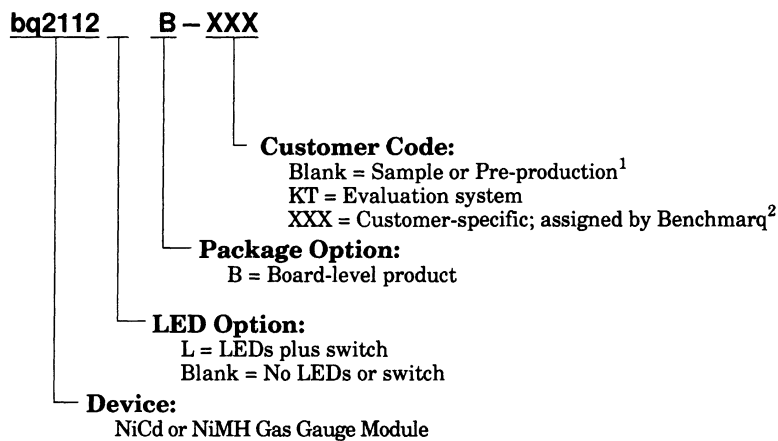 bq2112 B – XXX
Customer Code:
Blank = Sample or Pre-production1
KT = Evaluation system
XXX = Customer-specific; assigned by Benchmarq2
Package Option:
B = Board-level product
LED Option:
L = LEDs plus switch
Blank = No LEDs or switch
Device:
NiCd or NiMH Gas Gauge Module